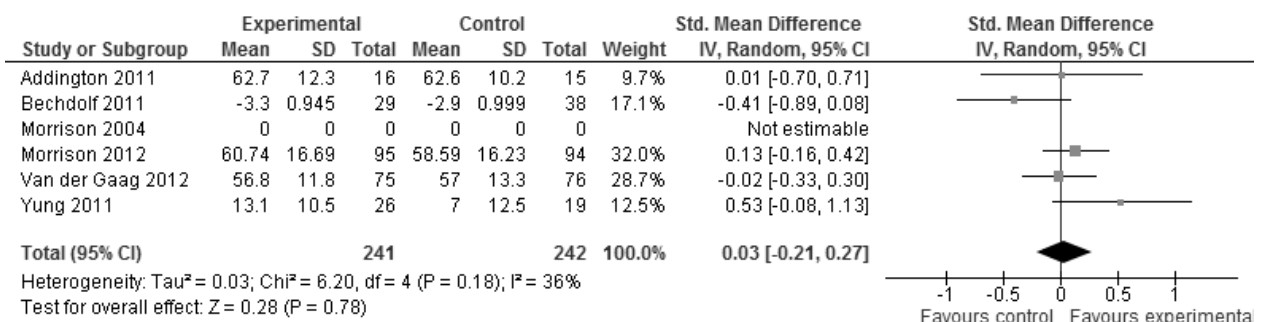 Experimental Control Std. Mean Difference Std. Mean Difference
Study or Subgroup Mean SD Total Mean SD Total Weight IV, Random, 95% CI IV, Random, 95% CI
Addington 2011 62.7 12.3 16 62.6 10.2 15 9.7% 0.01 [-0.70, 0.71]
Bechdolf 2011 -3.3 0.945 29 -2.9 0.999 38 17.1% -0.41 [-0.89, 0.08]
Morrison 2004 0 0 0 0 0 0 Not estimable
Morrison 2012 60.74 16.69 95 58.59 16.23 94 32.0% 0.13 [-0.16, 0.42]
Van der Gaag 2012 56.8 11.8 75 57 13.3 76 28.7% -0.02 [-0.33, 0.30]
Yung 2011 13.1 10.5 26 7 12.5 19 12.5% 0.53 [-0.08, 1.13]
Total (95% CI) 241 242 100.0% 0.03 [-0.21, 0.27]
Heterogeneity: Tau² = 0.03; Chi² = 6.20, df = 4 (P = 0.18); I² = 36%
Test for overall effect: Z = 0.28 (P = 0.78)
-1 -0.5 0 0.5 1
Favours control Favours experimental